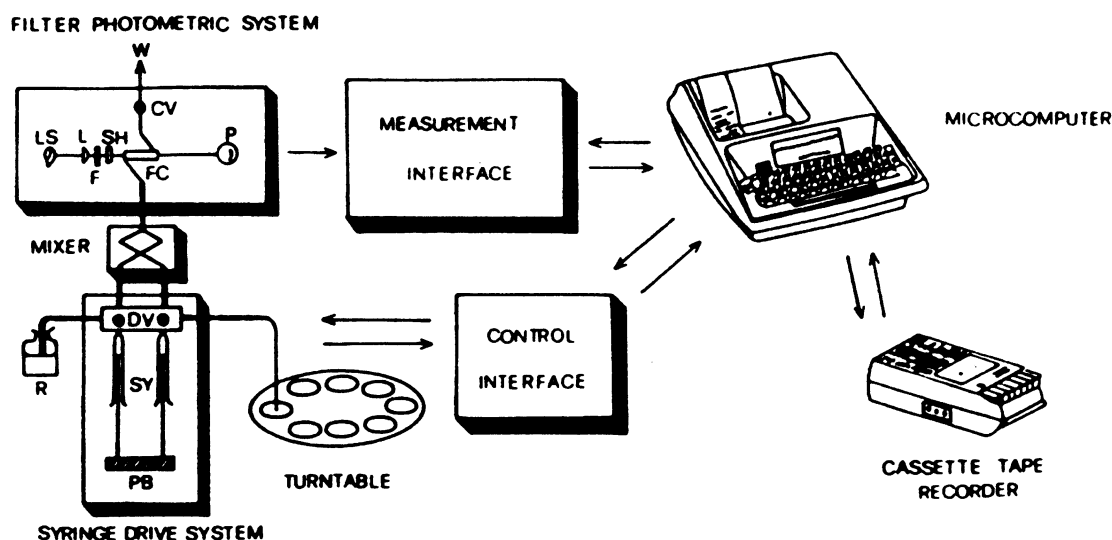 FILTER PHOTOMETRIC SYSTEM
W
CV
LS L SH P
F FC
MEASUREMENT
INTERFACE
MICROCOMPUTER
MIXER
DV
R
SY
PB
TURNTABLE
CONTROL
INTERFACE
CASSETTE TAPE
RECORDER
SYRINGE DRIVE SYSTEM